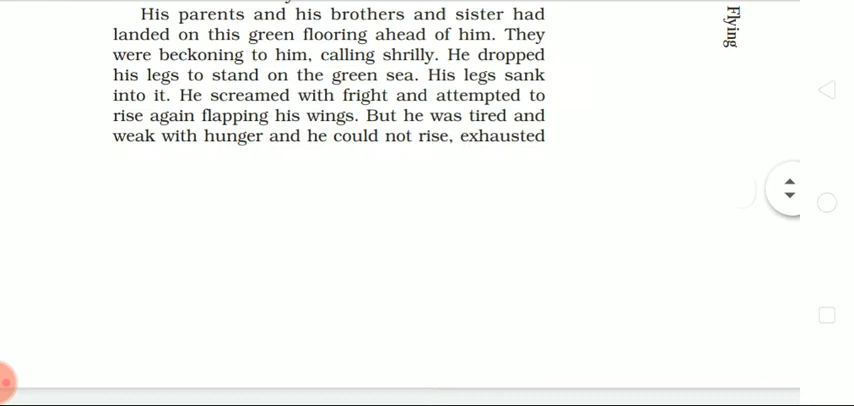 His parents and his brothers and sister had
landed on this green flooring ahead of him. They
were beckoning to him, calling shrilly. He dropped
his legs to stand on the green sea. His legs sank
into it. He screamed with fright and attempted to
rise again flapping his wings. But he was tired and
weak with hunger and he could not rise, exhausted
Flying